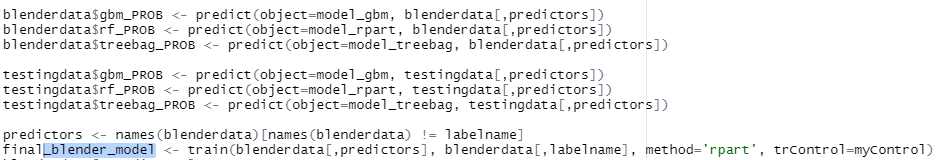 blenderdata$gbm_PROB <- predict(object=model_gbm, blenderdata[,predictors])
blenderdata$rf_PROB <- predict(object=model_rpart, blenderdata[,predictors])
blenderdata$treebag_PROB <- predict(object=model_treebag, blenderdata[,predictors])
testingdata$gbm_PROB <- predict(object=model_gbm, testingdata[,predictors])
testingdata$rf_PROB <- predict(object=model_rpart, testingdata[,predictors])
testingdata$treebag_PROB <- predict(object=model_treebag, testingdata[,predictors])
predictors <- names(blenderdata)[names(blenderdata) != labelname]
final_blender_model <- train(blenderdata[,predictors], blenderdata[,labelname], method='rpart', trControl=myControl)